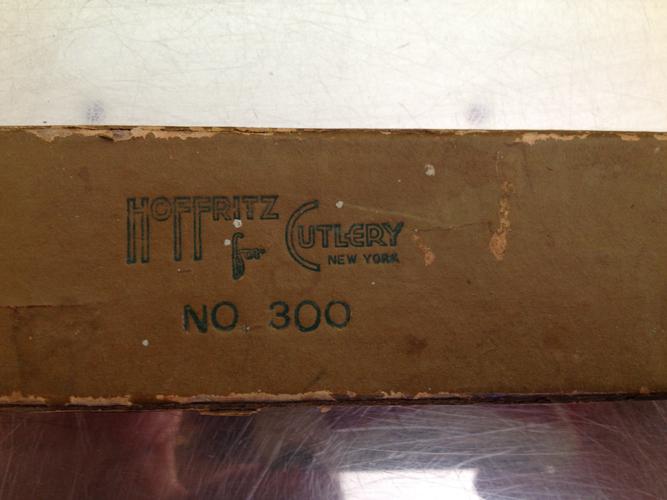 HOFFRITZ
for CUTLERY
NEW YORK
NO. 300